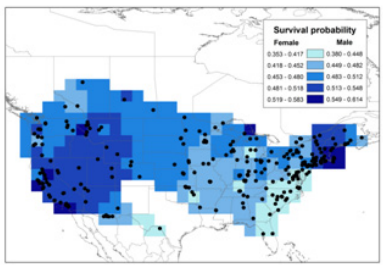 Survival probability
Female Male
0.353 - 0.417 0.380 - 0.448
0.418 - 0.452 0.449 - 0.482
0.453 - 0.480 0.483 - 0.512
0.481 - 0.518 0.513 - 0.548
0.519 - 0.583 0.549 - 0.614